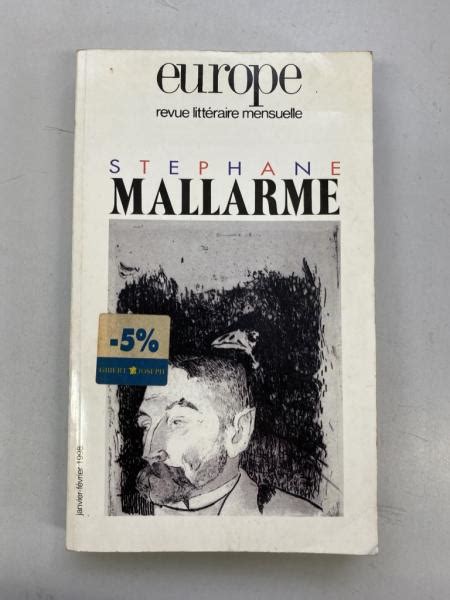 europe
revue littéraire mensuelle
STEPHANE
MALLARME
-5%
GIBERT JOSEPH
janvier-février 1998